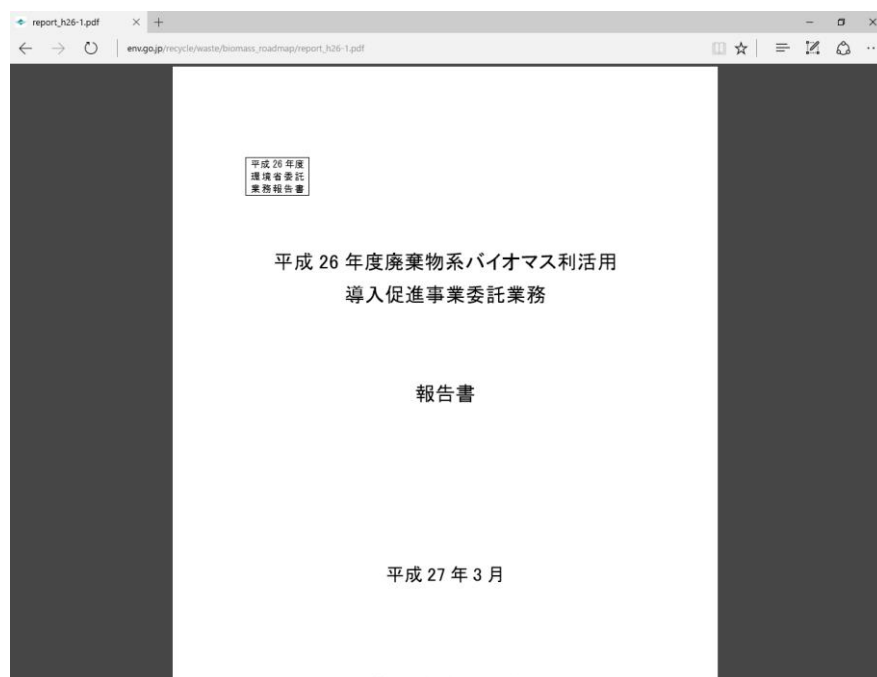 report_h26-1.pdf
env.go.jp/recycle/waste/biomass_roadmap/report_h26-1.pdf
平成 26 年度
環境省委託
業務報告書
平成 26 年度廃棄物系バイオマス利活用
導入促進事業委託業務
報告書
平成 27 年 3 月